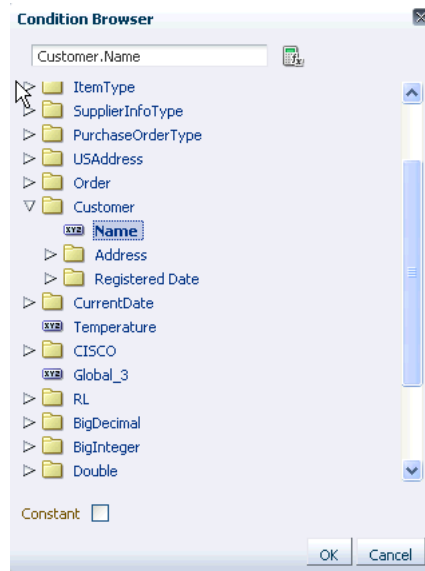 Condition Browser
Customer.Name
ItemType
SupplierInfoType
PurchaseOrderType
USAddress
Order
Customer
Name
Address
Registered Date
CurrentDate
Temperature
CISCO
Global_3
RL
BigDecimal
BigInteger
Double
Constant
OK Cancel